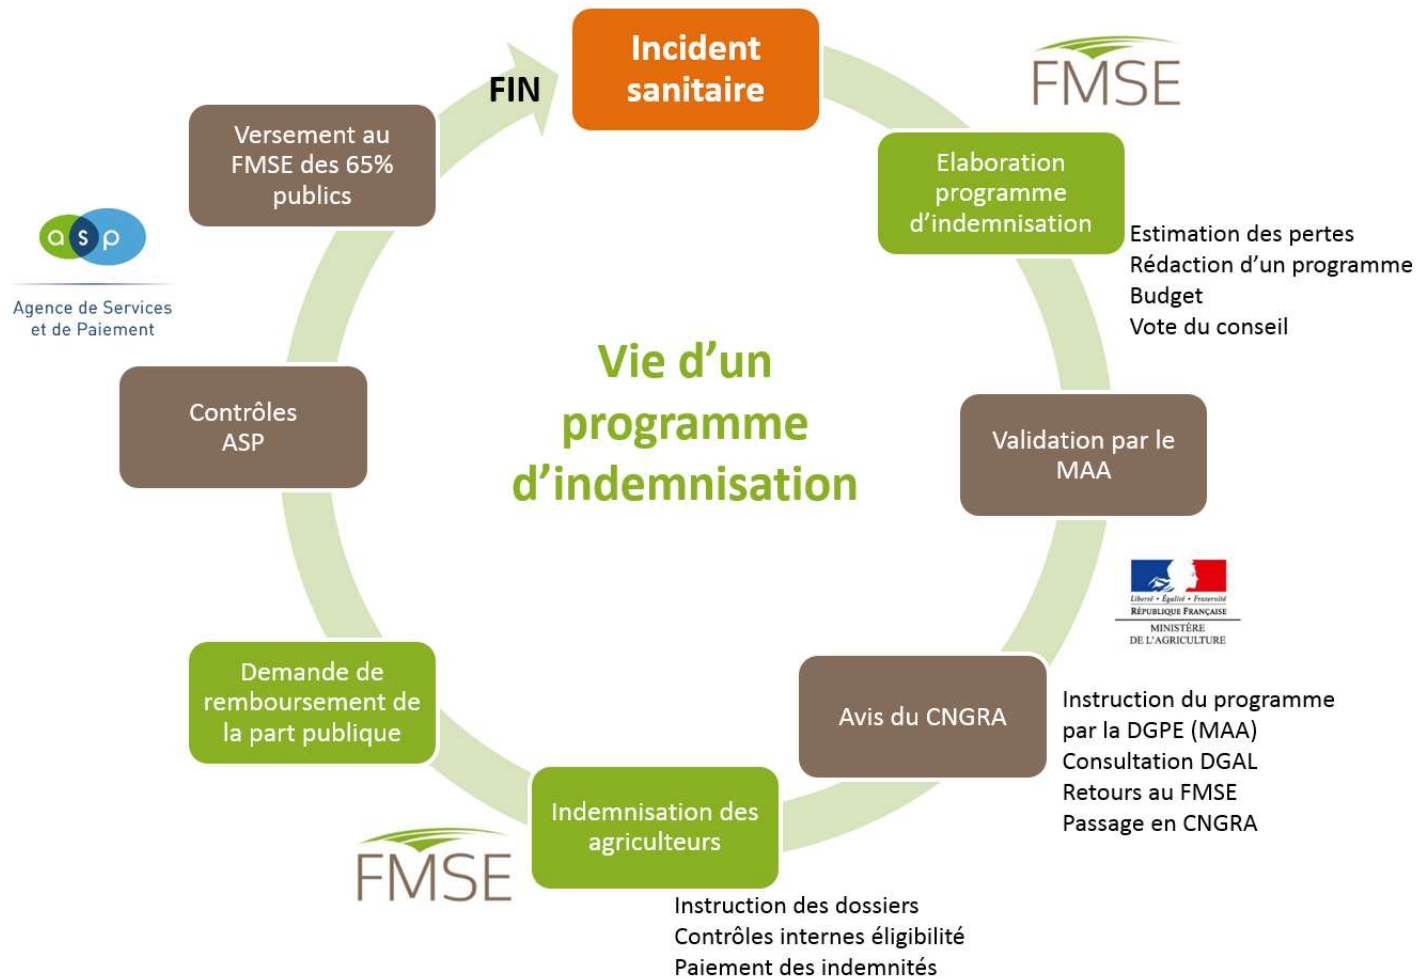 Incident
sanitaire
FMSE
Elaboration
programme
d'indemnisation
Estimation des pertes
Rédaction d'un programme
Budget
Vote du conseil
Validation par le
MAA
Liberté • Égalité • Fraternité
RÉPUBLIQUE FRANÇAISE
MINISTÈRE
DE L'AGRICULTURE
Avis du CNGRA
Instruction du programme
par la DGPE (MAA)
Consultation DGAL
Retours au FMSE
Passage en CNGRA
Indemnisation des
agriculteurs
Instruction des dossiers
Contrôles internes éligibilité
Paiement des indemnités
FMSE
Demande de
remboursement de
la part publique
Contrôles
ASP
asp
Agence de Services
et de Paiement
Versement au
FMSE des 65%
publics
FIN
Vie d'un
programme
d'indemnisation